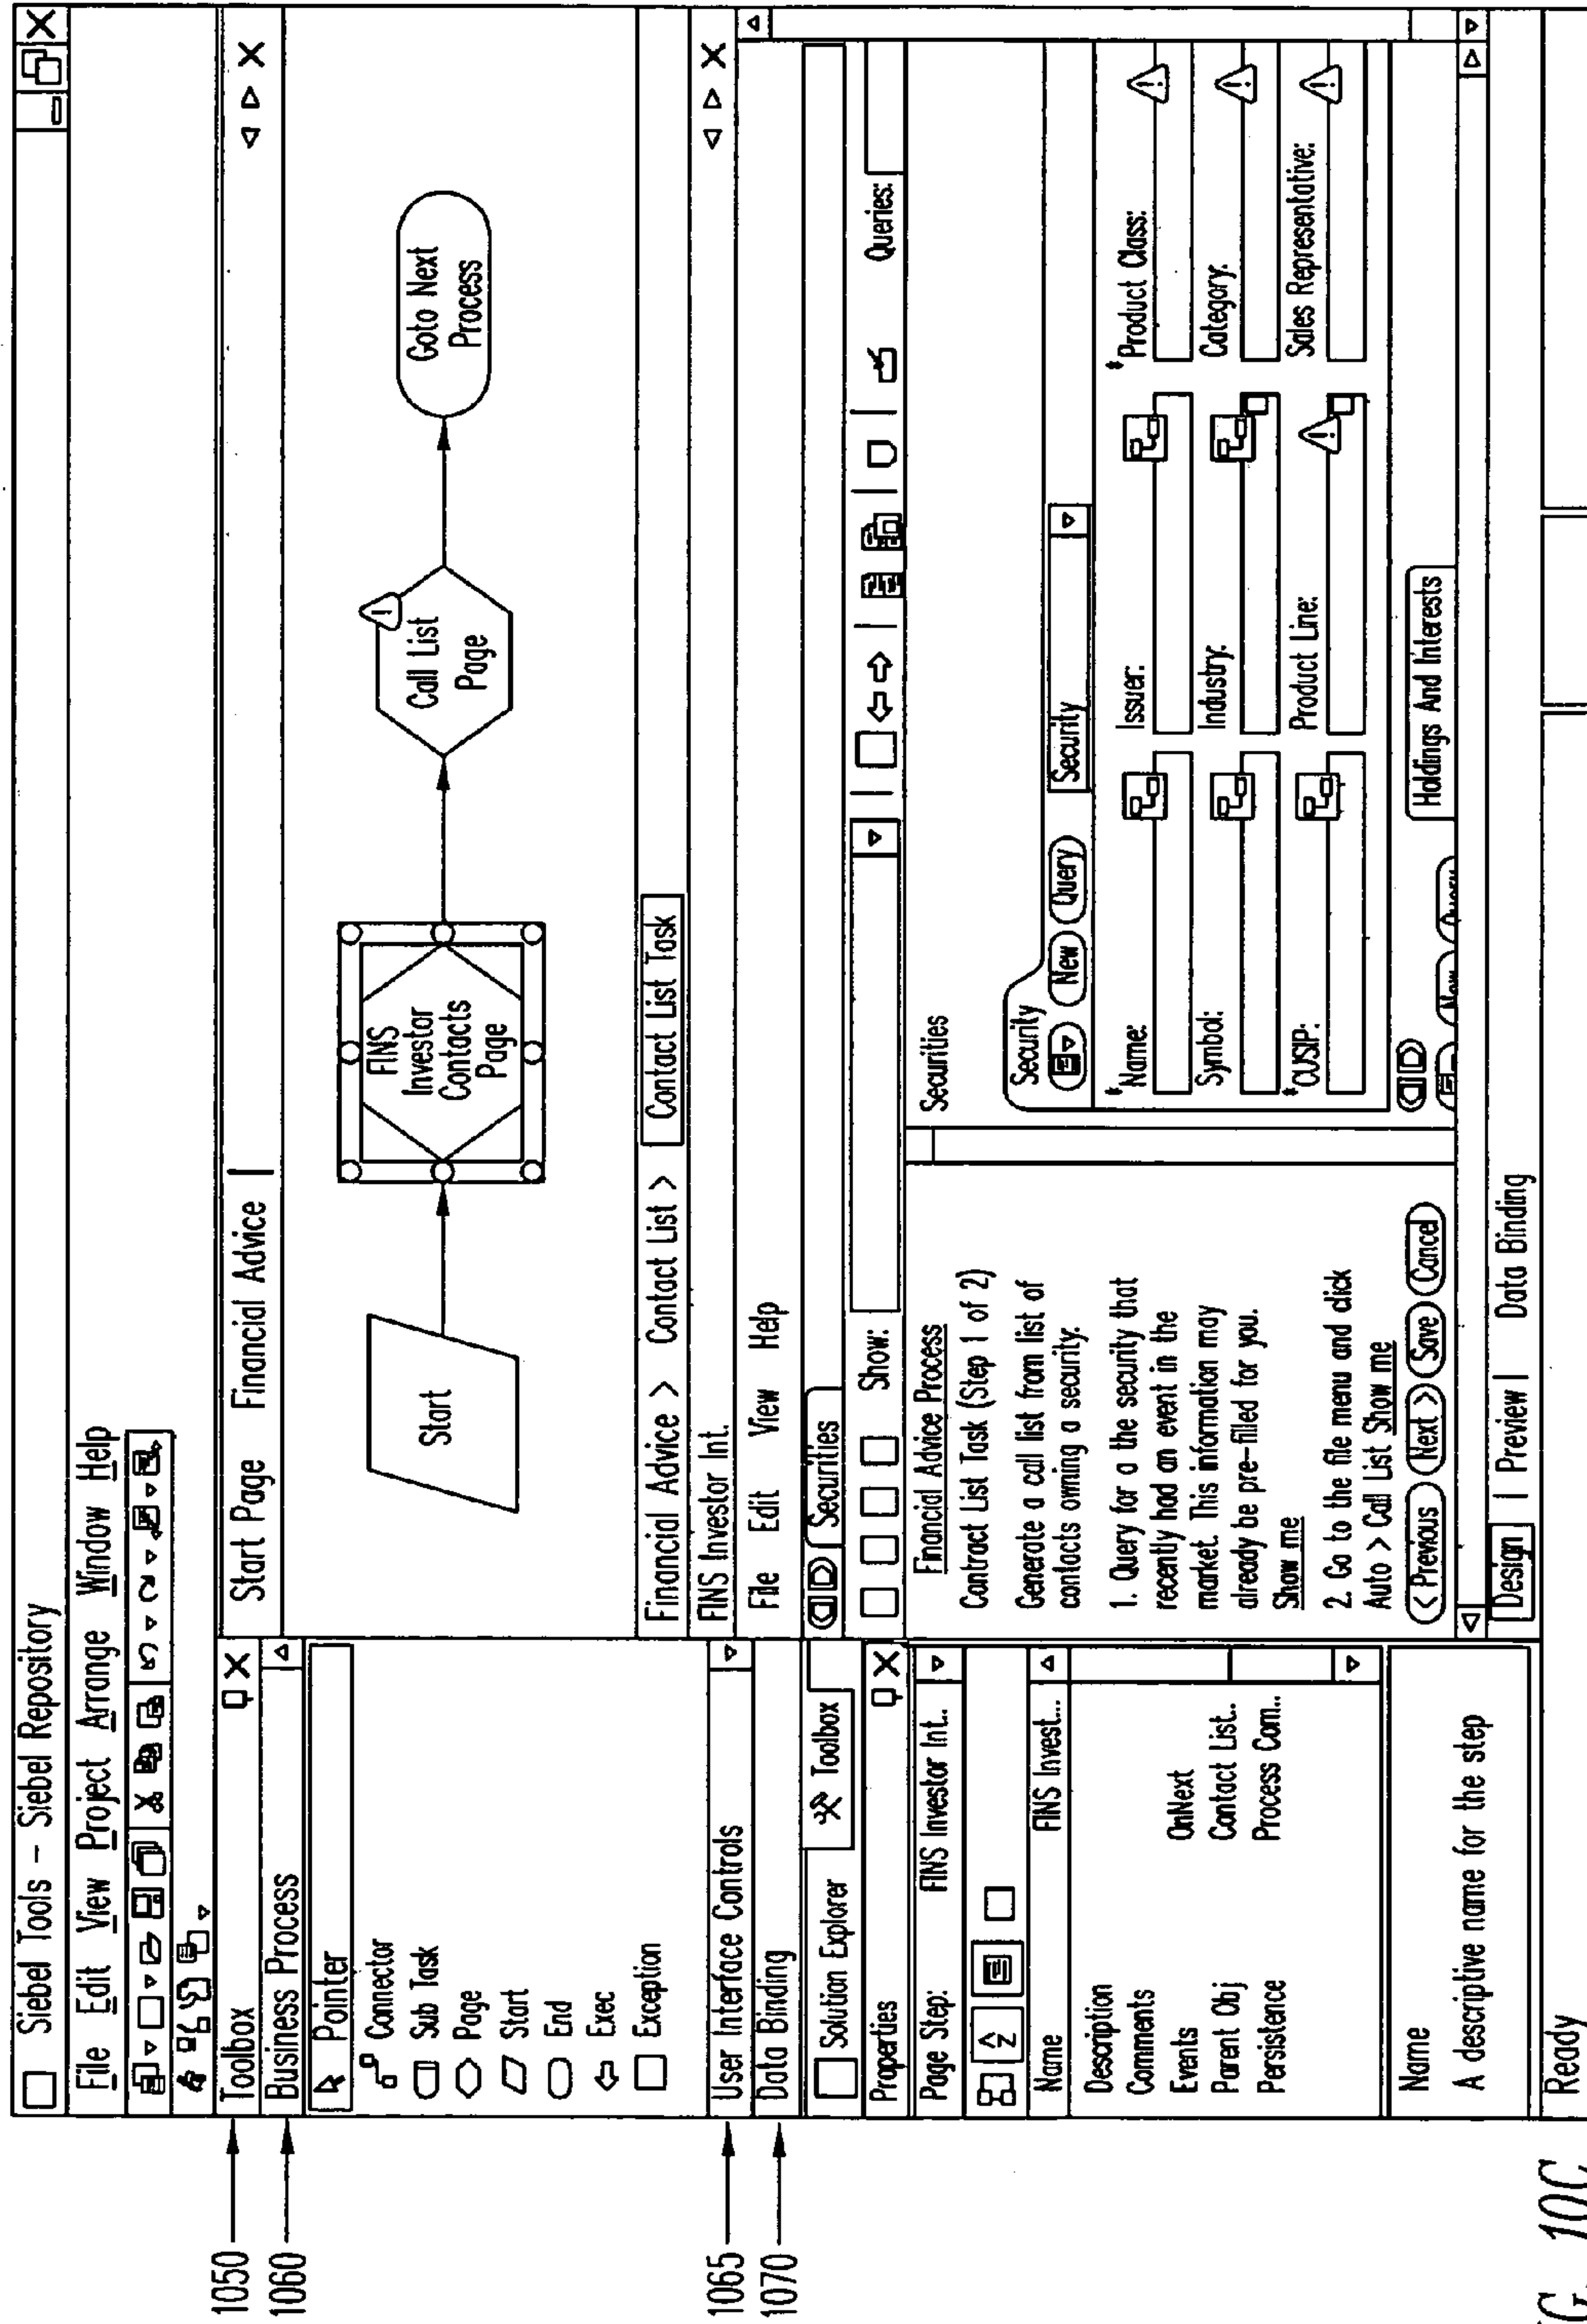 Siebel Tools – Siebel Repository
File Edit View Project Arrange Window Help
1050
Toolbox
1060
Business Process
Pointer
Connector
Sub Task
Page
Start
End
Exec
Exception
1065
User Interface Controls
1070
Data Binding
Solution Explorer
Toolbox
Properties
Page Step: FINS Investor Int..
A Z
Name FINS Invest...
Description
Comments
Events OnNext
Parent Obj Contact List..
Persistence Process Com..
Name
A descriptive name for the step
Ready
Start Page Financial Advice
Start
FINS
Investor
Contacts
Page
Call List
Page
Goto Next
Process
Financial Advice > Contact List > Contact List Task
FINS Investor Int.
File Edit View Help
Securities
Show:
Queries:
Financial Advice Process
Contract List Task (Step 1 of 2)
Generate a call list from list of
contacts owning a security.
1. Query for a the security that
recently had an event in the
market. This information may
already be pre-filled for you.
Show me
2. Go to the file menu and click
Auto > Call List Show me
< Previous Next > Save Cancel
Securities
Security
New Query Security
*Name: Issuer: *Product Class:
Symbol: Industry: Category:
*CUSIP: Product Line: Sales Representative:
Holdings And Interests
New Query
Design | Preview | Data Binding
10C